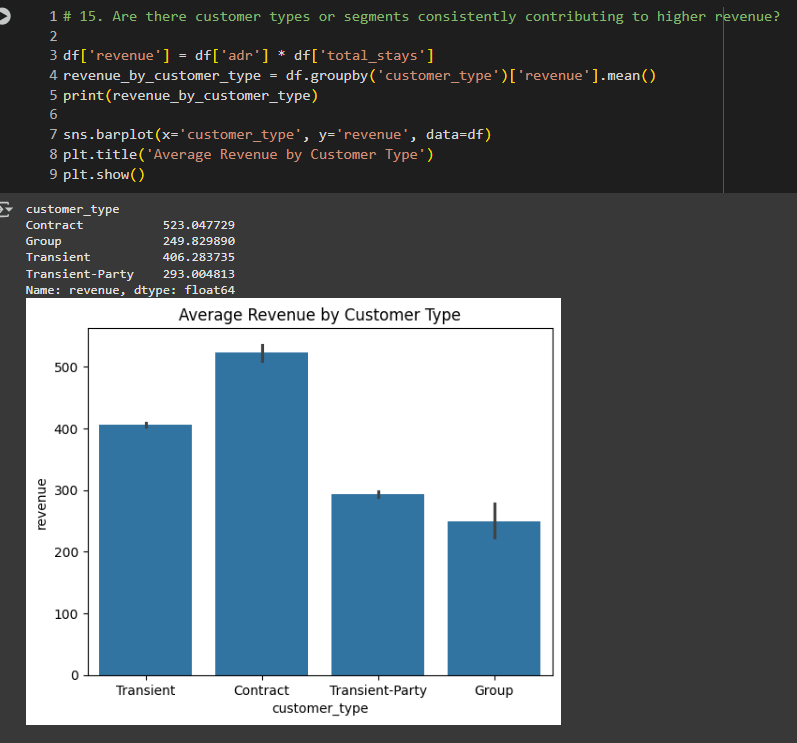 1 # 15. Are there customer types or segments consistently contributing to higher revenue?
2
3 df['revenue'] = df['adr'] * df['total_stays']
4 revenue_by_customer_type = df.groupby('customer_type')['revenue'].mean()
5 print(revenue_by_customer_type)
6
7 sns.barplot(x='customer_type', y='revenue', data=df)
8 plt.title('Average Revenue by Customer Type')
9 plt.show()
customer_type
Contract 523.047729
Group 249.829890
Transient 406.283735
Transient-Party 293.004813
Name: revenue, dtype: float64
Average Revenue by Customer Type
500
400
300
200
100
0
revenue
Transient Contract Transient-Party Group
customer_type